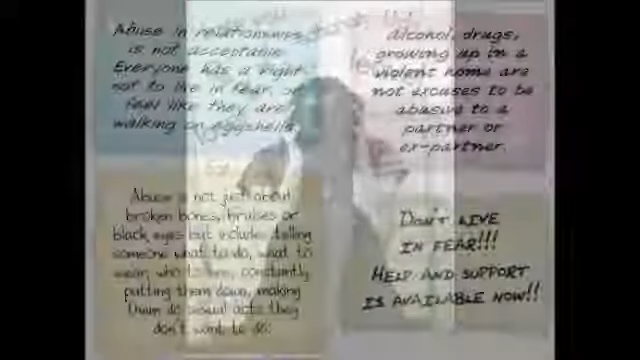 Abuse in relationships
is not acceptable
Everyone has a right
not to live in fear, or
feel like they are
walking on eggshells.
alcohol, drugs,
growing up in a
violent home are
not excuses to be
abusive to a
partner or
ex-partner.
Abuse is not just about
broken bones, bruises or
black eyes but includes telling
someone what to do, what to
wear, who to see, constantly
putting them down, making
them do sexual acts they
don't want to do.
Don't live
in fear!!!
Help and support
is available now!!